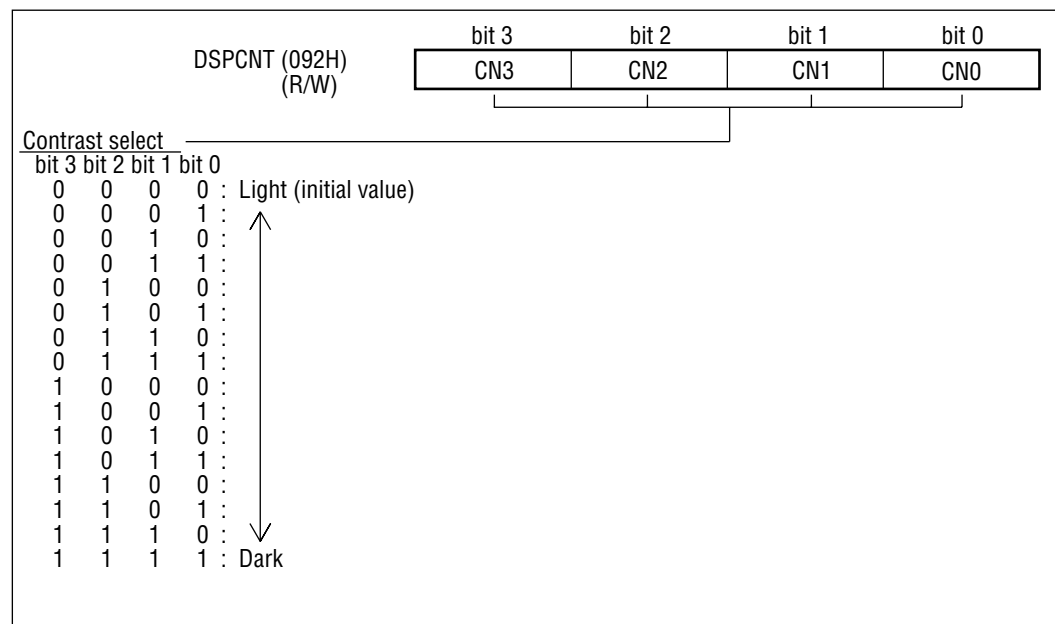 bit 3 bit 2 bit 1 bit 0
DSPCNT (092H) CN3 CN2 CN1 CN0
(R/W)
Contrast select
bit 3 bit 2 bit 1 bit 0
0 0 0 0 : Light (initial value)
0 0 0 1 :
0 0 1 0 :
0 0 1 1 :
0 1 0 0 :
0 1 0 1 :
0 1 1 0 :
0 1 1 1 :
1 0 0 0 :
1 0 0 1 :
1 0 1 0 :
1 0 1 1 :
1 1 0 0 :
1 1 0 1 :
1 1 1 0 :
1 1 1 1 : Dark